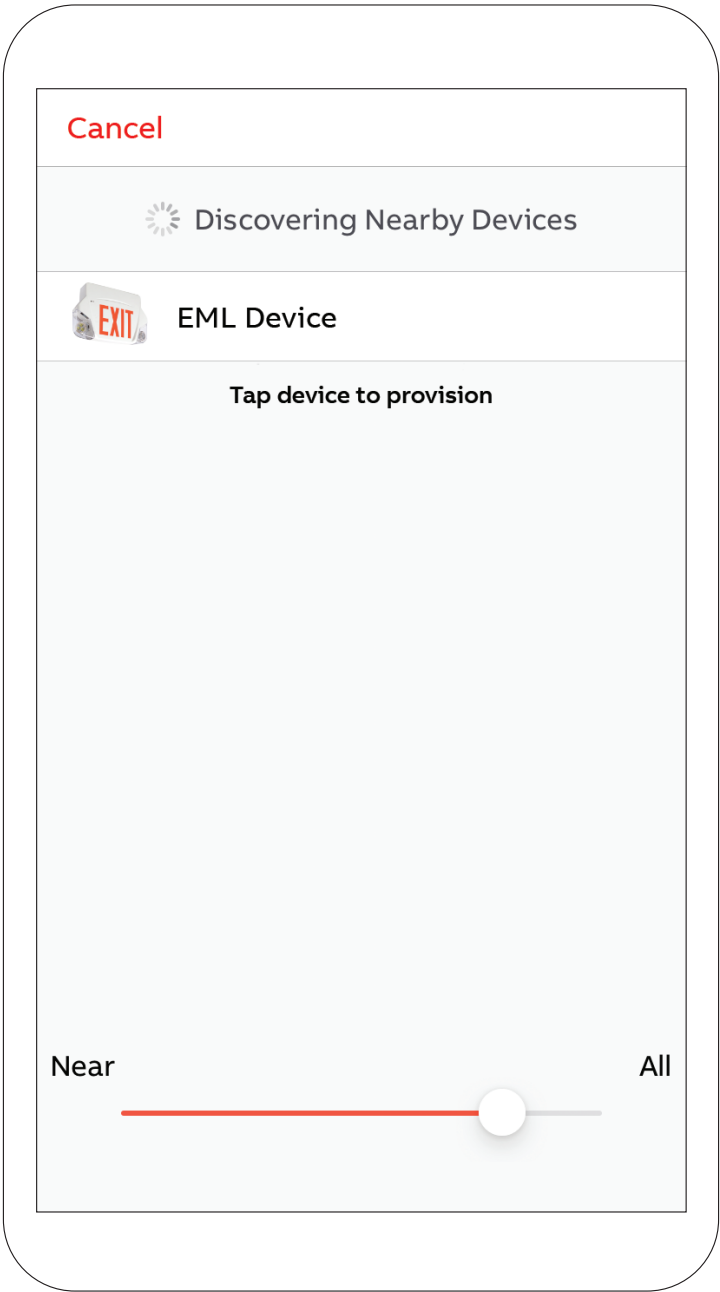 Cancel
Discovering Nearby Devices
EXIT
EML Device
Tap device to provision
Near
All